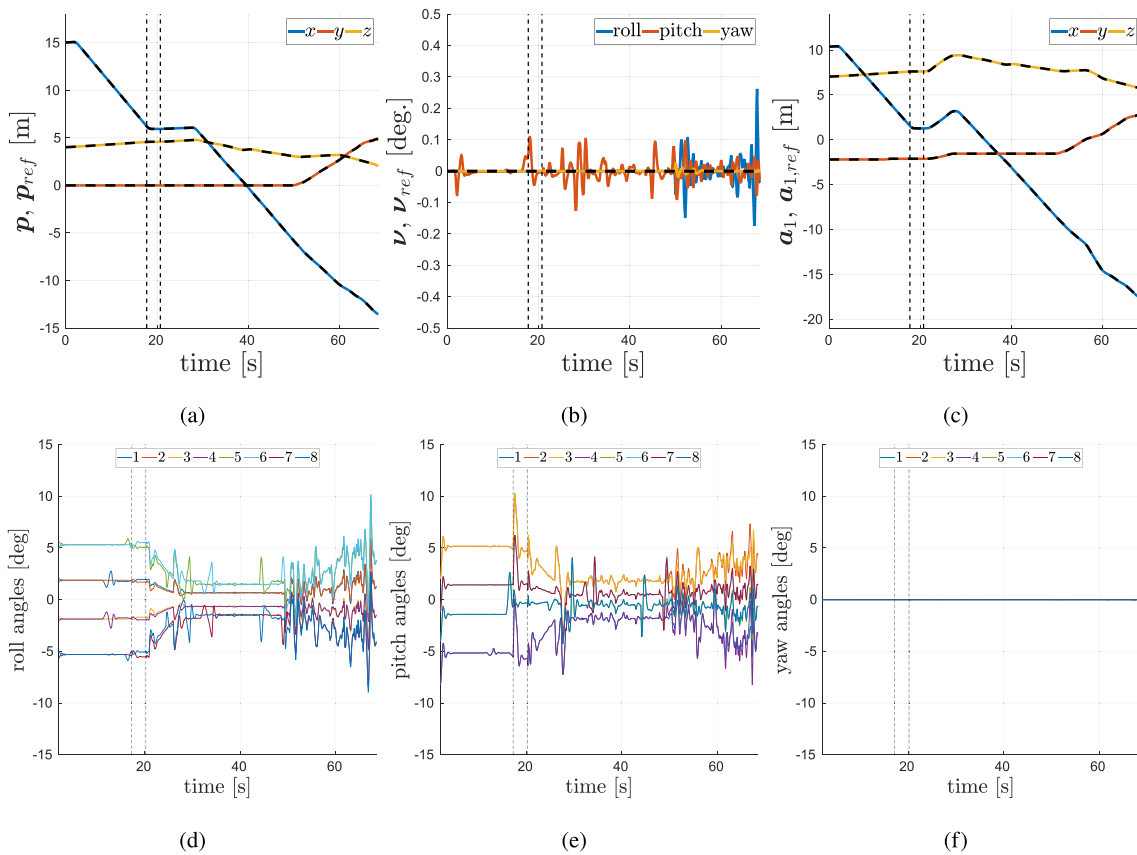 x y z
p, p_ref [m]
15
10
5
0
-5
-10
-15
0 20 40 60
time [s]
(a)
roll pitch yaw
ν, ν_ref [deg.]
0.5
0.4
0.3
0.2
0.1
0
-0.1
0.2
0.3
-0.4
-0.5
0 20 40 60
time [s]
(b)
x y z
a_1, a_1,ref [m]
10
5
0
-5
-10
-15
-20
0 20 40 60
time [s]
(c)
1 2 3 4 5 6 7 8
roll angles [deg]
15
10
5
0
-5
-10
-15
20 40 60
time [s]
(d)
1 2 3 4 5 6 7 8
pitch angles [deg]
15
10
5
0
-5
-10
-15
20 40 60
time [s]
(e)
1 2 3 4 5 6 7 8
yaw angles [deg]
15
10
5
0
-5
-10
-15
20 40 60
time [s]
(f)